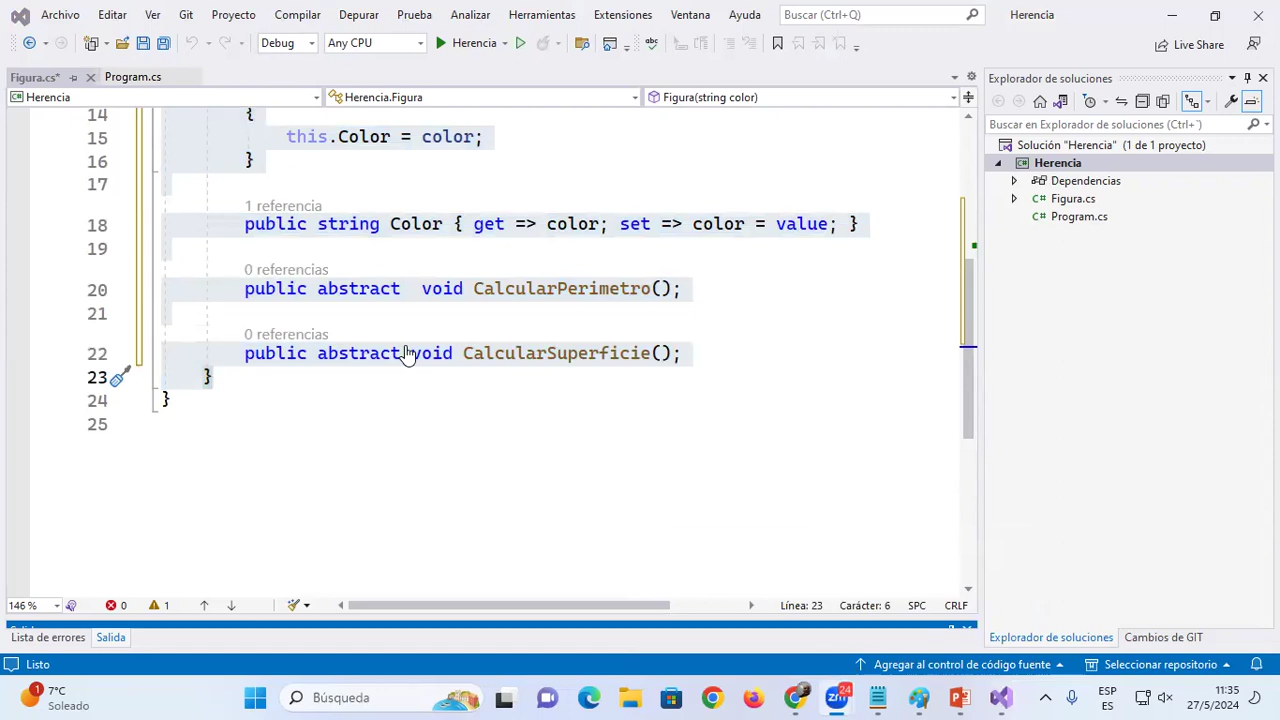 Archivo Editar Ver Git Proyecto Compilar Depurar Prueba Analizar Herramientas Extensiones Ventana Ayuda Buscar (Ctrl+Q) Herencia
Debug Any CPU Herencia Live Share
Figura.cs* Program.cs
Herencia Herencia.Figura Figura(string color)
14 {
15 this.Color = color;
16 }
17
1 referencia
18 public string Color { get => color; set => color = value; }
19
0 referencias
20 public abstract  void CalcularPerimetro();
21
0 referencias
22 public abstract void CalcularSuperficie();
23 }
24 }
25
146 % 0 1 Línea: 23 Carácter: 6 SPC CRLF
Lista de errores Salida
Explorador de soluciones
Buscar en Explorador de soluciones (Ctrl+´)
Solución "Herencia" (1 de 1 proyecto)
Herencia
Dependencias
C# Figura.cs
C# Program.cs
Explorador de soluciones Cambios de GIT
Listo Agregar al control de código fuente Seleccionar repositorio
1 7°C
Soleado
Búsqueda
24
ESP
ES
11:35
27/5/2024